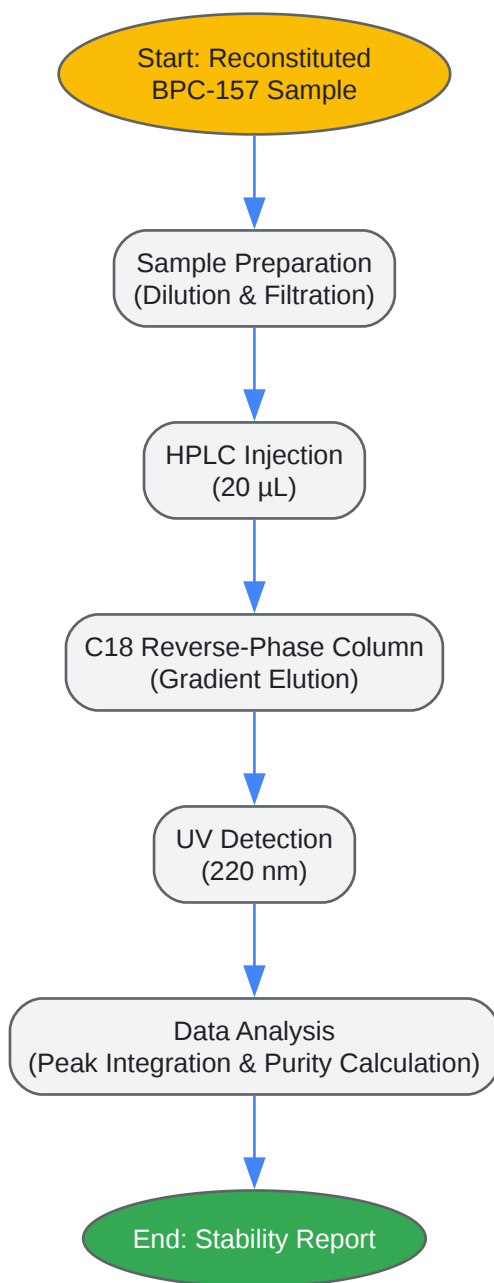 Start: Reconstituted
BPC-157 Sample
Sample Preparation
(Dilution & Filtration)
HPLC Injection
(20 µL)
C18 Reverse-Phase Column
(Gradient Elution)
UV Detection
(220 nm)
Data Analysis
(Peak Integration & Purity Calculation)
End: Stability Report